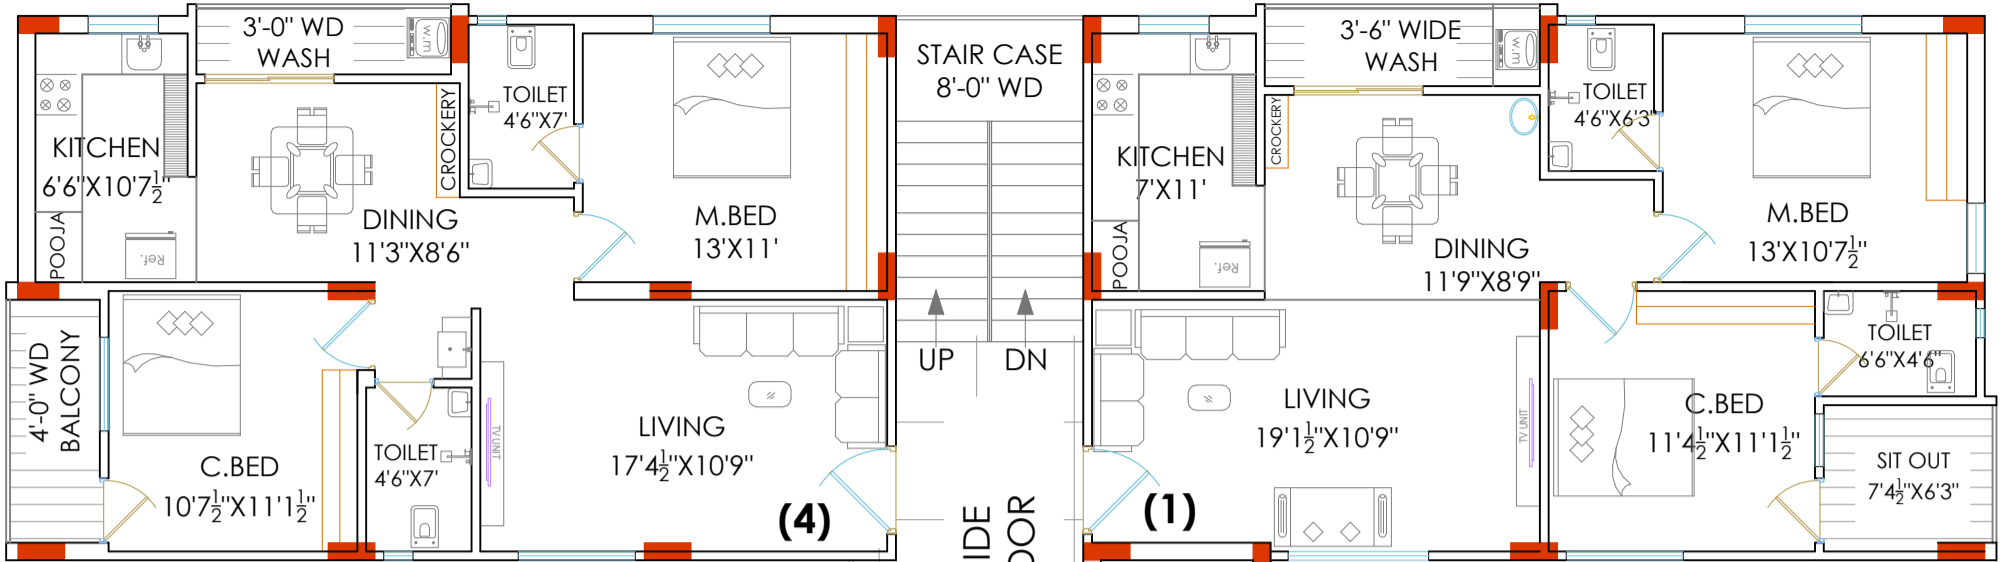 3'-0" WD
WASH
W.m
TOILET
4'6"X7'
KITCHEN
6'6"X10'7½"
CROCKERY
DINING
11'3"X8'6"
POOJA
Ref.
M.BED
13'X11'
STAIR CASE
8'-0" WD
UP
DN
4'-0" WD
BALCONY
C.BED
10'7½"X11'1½"
TOILET
4'6"X7'
TV UNIT
LIVING
17'4½"X10'9"
(4)
IDE
OOR
3'-6" WIDE
WASH
W.m
TOILET
4'6"X6'3"
KITCHEN
7'X11'
CROCKERY
POOJA
Ref.
DINING
11'9"X8'9"
M.BED
13'X10'7½"
LIVING
19'1½"X10'9"
TV UNIT
(1)
C.BED
11'4½"X11'1½"
TOILET
6'6"X4'6"
SIT OUT
7'4½"X6'3"